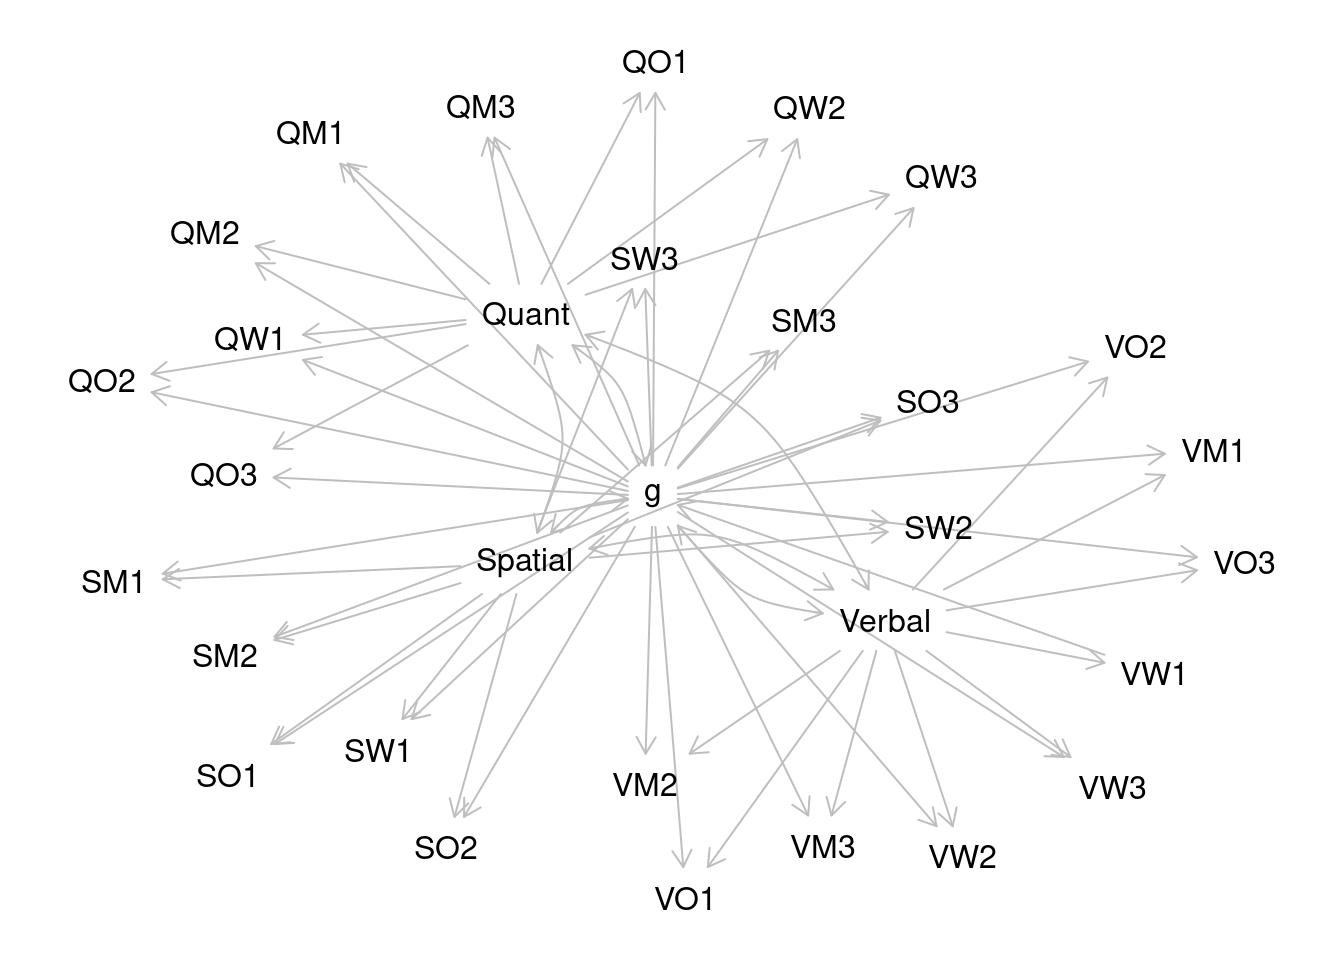 QO1
QM3
QW2
QM1
QW3
QM2
SW3
Quant
SM3
QW1
VO2
QO2
SO3
VM1
QO3
g
SW2
Spatial
VO3
SM1
Verbal
SM2
VW1
SW1
SO1
VM2
VW3
SO2
VM3
VW2
VO1